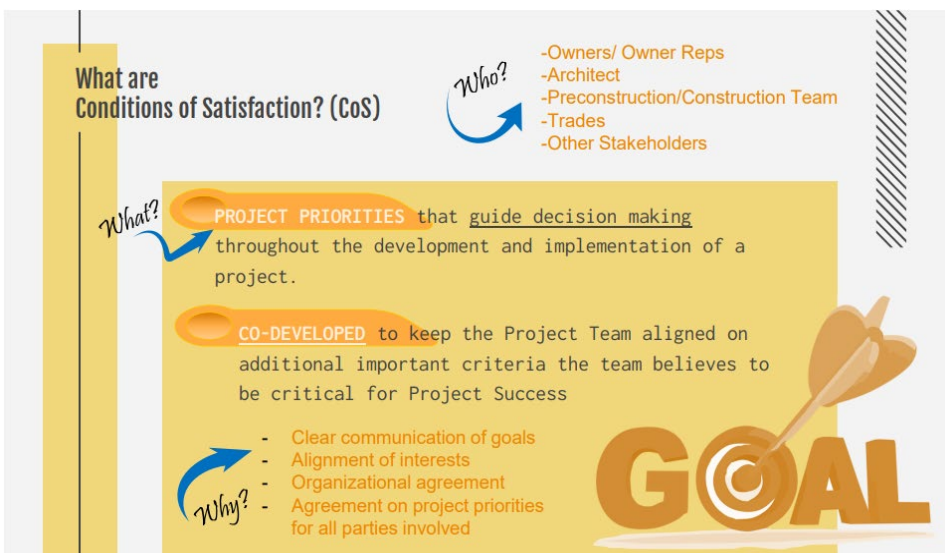 What are
Conditions of Satisfaction? (CoS)
Who?
-Owners/ Owner Reps
-Architect
-Preconstruction/Construction Team
-Trades
-Other Stakeholders
What?
PROJECT PRIORITIES that guide decision making
throughout the development and implementation of a
project.
CO-DEVELOPED to keep the Project Team aligned on
additional important criteria the team believes to
be critical for Project Success
Why?
- Clear communication of goals
- Alignment of interests
- Organizational agreement
- Agreement on project priorities
for all parties involved
GOAL